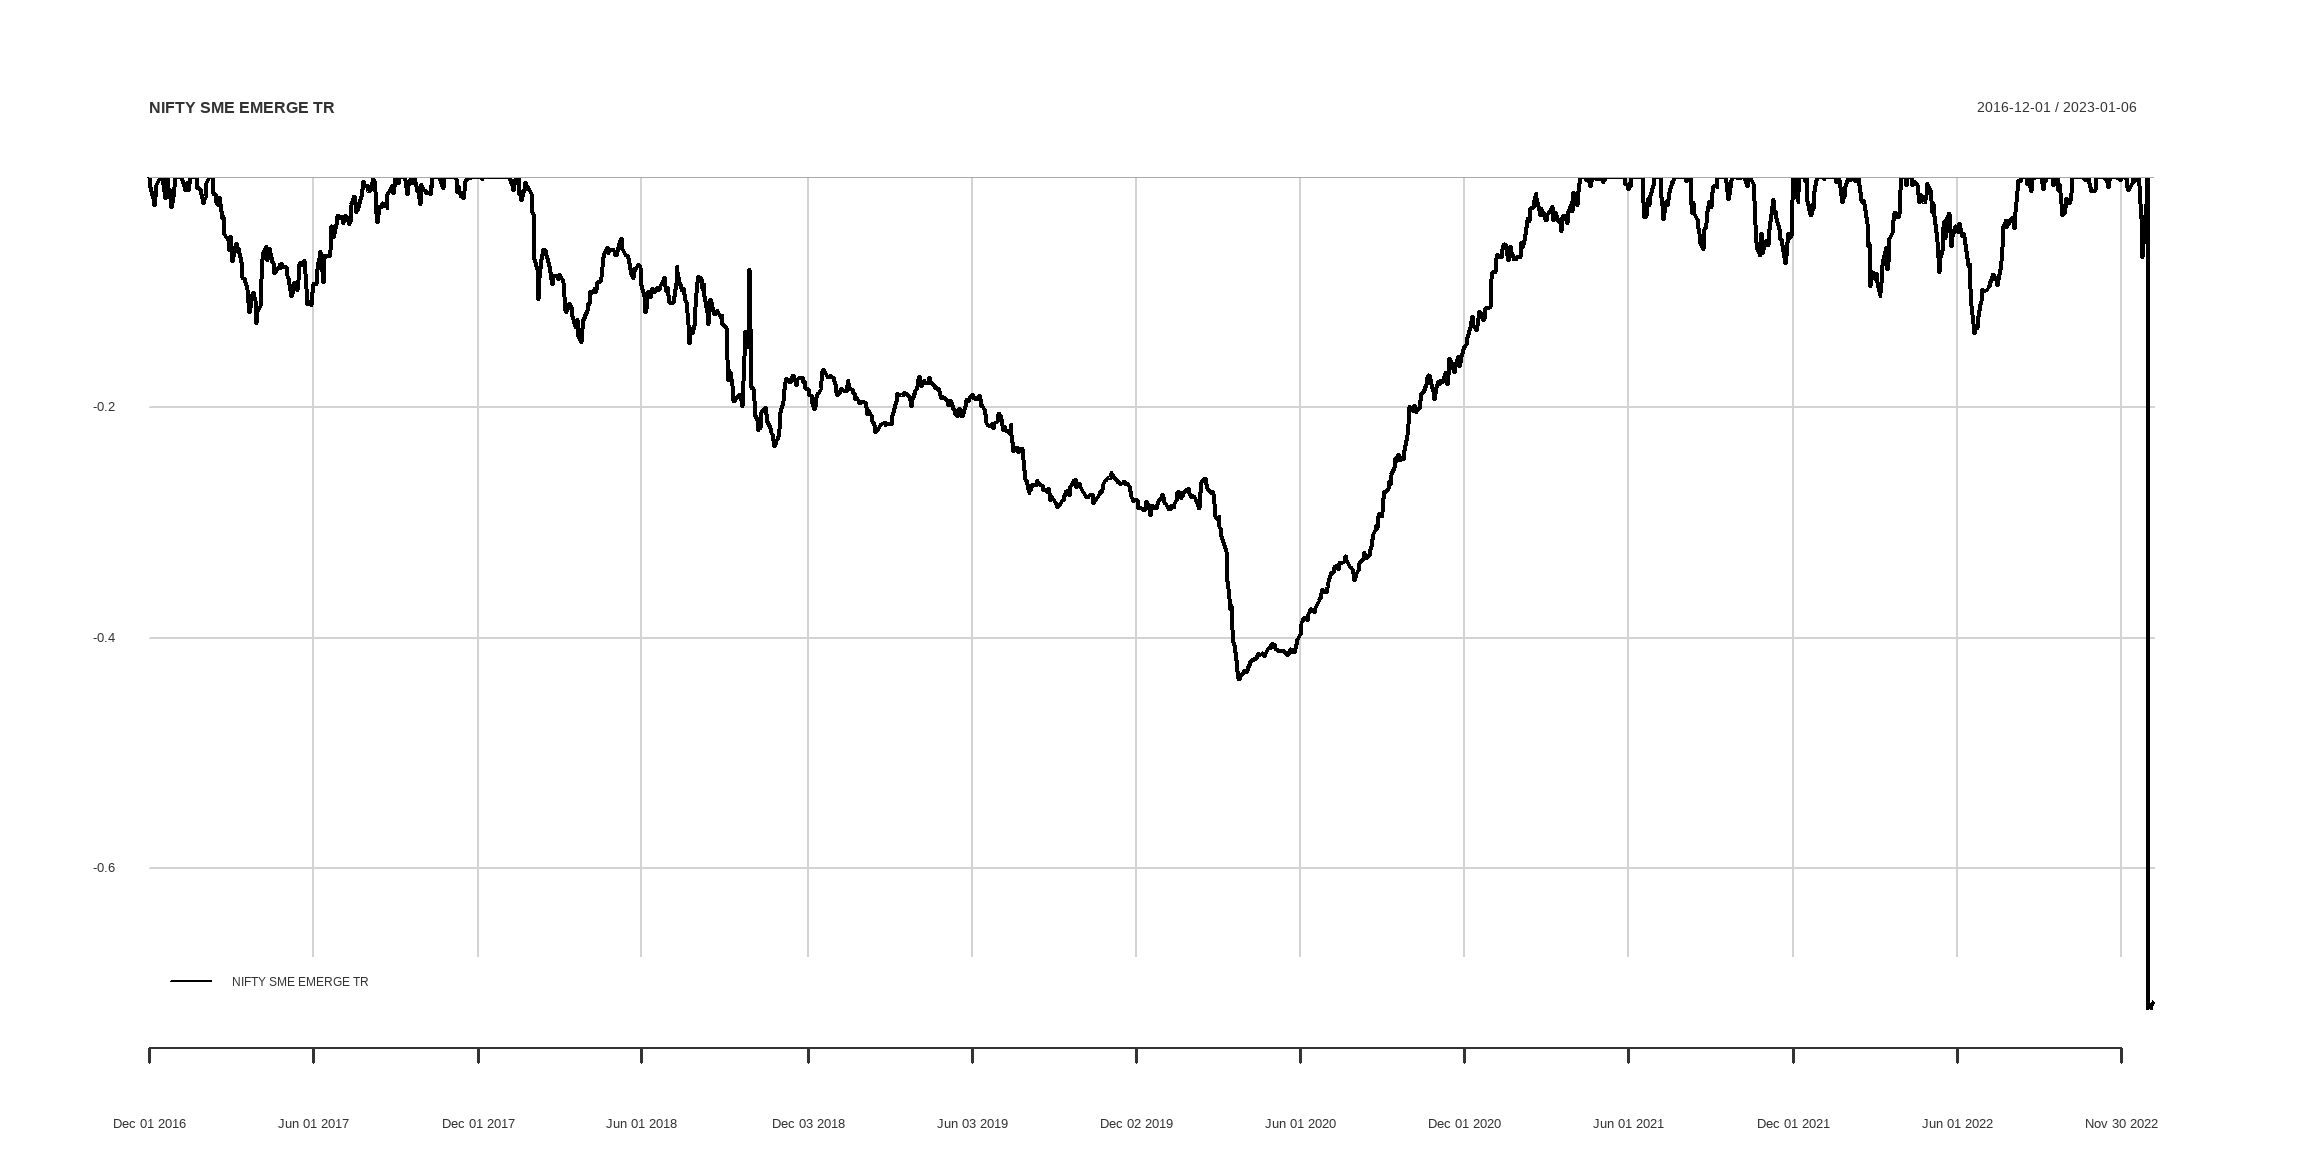 NIFTY SME EMERGE TR
2016-12-01 / 2023-01-06
-0.2
-0.4
-0.6
NIFTY SME EMERGE TR
Dec 01 2016 Jun 01 2017 Dec 01 2017 Jun 01 2018 Dec 03 2018 Jun 03 2019 Dec 02 2019 Jun 01 2020 Dec 01 2020 Jun 01 2021 Dec 01 2021 Jun 01 2022 Nov 30 2022